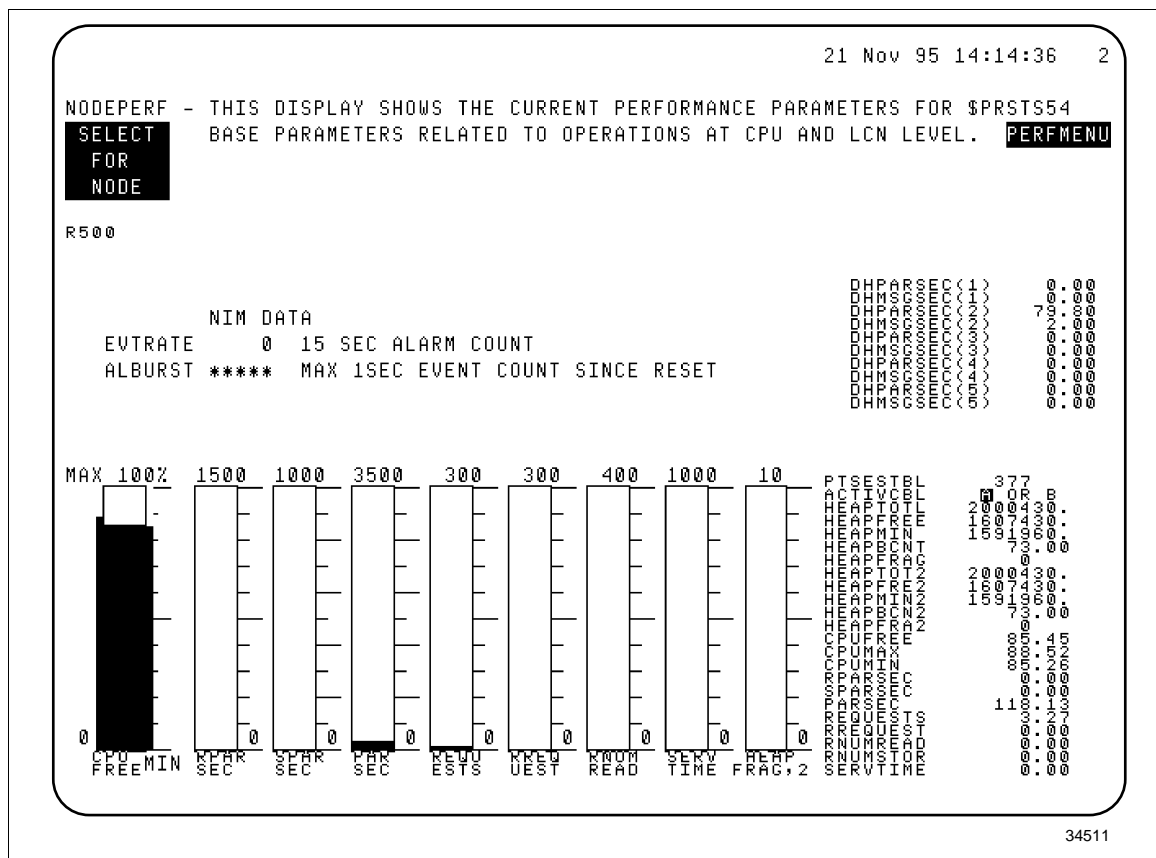 21 Nov 95 14:14:36 2
NODEPERF - THIS DISPLAY SHOWS THE CURRENT PERFORMANCE PARAMETERS FOR $PRSTS54
SELECT BASE PARAMETERS RELATED TO OPERATIONS AT CPU AND LCN LEVEL. PERFMENU
FOR
NODE
R500
NIM DATA
EVTRATE 0 15 SEC ALARM COUNT
ALBURST ***** MAX 1SEC EVENT COUNT SINCE RESET
DHPARSEC(1) 0.00
DHMSGSEC(1) 0.00
DHPARSEC(2) 79.80
DHMSGSEC(2) 2.00
DHPARSEC(3) 0.00
DHMSGSEC(3) 0.00
DHPARSEC(4) 0.00
DHMSGSEC(4) 0.00
DHPARSEC(5) 0.00
DHMSGSEC(5) 0.00
MAX 100% 1500 1000 3500 300 300 400 1000 10
0 0 0 0 0 0 0 0 0
CPU FREE MIN
RPAR SEC
SPAR SEC
PAR SEC
REQU ESTS
RREQ UEST
RNUM READ
SERV TIME
HEAP FRAG,2
PTSESTBL 377
ACTIVCBL A OR B
HEAPTOTL 2000430.
HEAPFREE 1607430.
HEAPMIN 1591960.
HEAPBCNT 73.00
HEAPFRAG 0
HEAPTOT2 2000430.
HEAPFRE2 1607430.
HEAPMIN2 1591960.
HEAPBCN2 73.00
HEAPFRA2 0
CPUFREE 85.45
CPUMAX 88.52
CPUMIN 85.26
RPARSEC 0.00
SPARSEC 0.00
PARSEC 118.13
REQUESTS 3.27
RREQUEST 0.00
RNUMREAD 0.00
RNUMSTOR 0.00
SERVTIME 0.00
34511